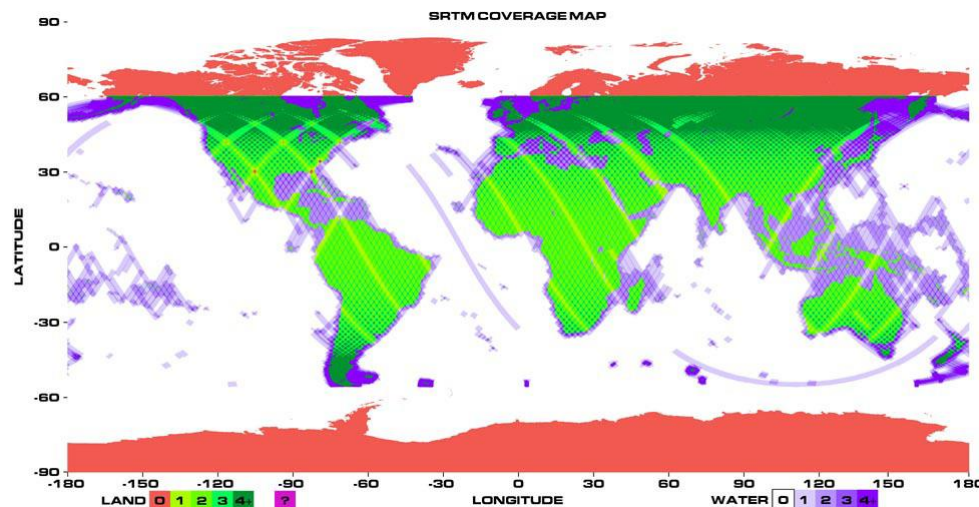 SRTM COVERAGE MAP
90
60
30
0
-30
-60
-90
LATITUDE
-180 -150 -120 -90 -60 -30 0 30 60 90 120 150 180
LAND 0 1 2 3 4+ ? LONGITUDE WATER 0 1 2 3 4+